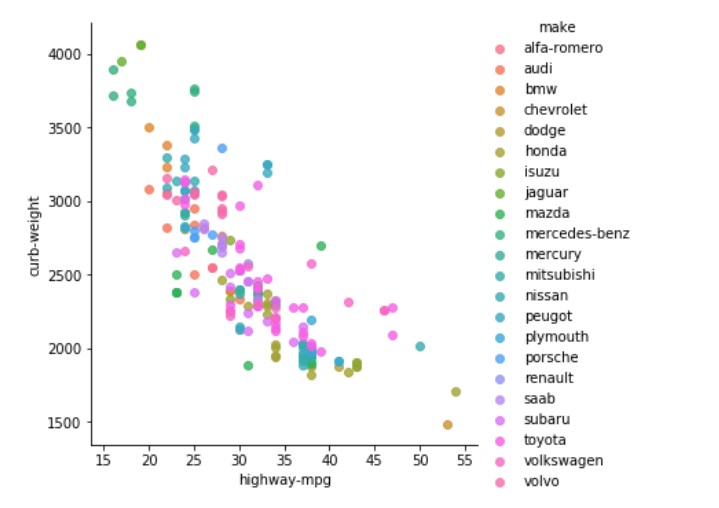 make
alfa-romero
audi
bmw
chevrolet
dodge
honda
isuzu
jaguar
mazda
mercedes-benz
mercury
mitsubishi
nissan
peugot
plymouth
porsche
renault
saab
subaru
toyota
volkswagen
volvo
curb-weight
4000
3500
3000
2500
2000
1500
15 20 25 30 35 40 45 50 55
highway-mpg